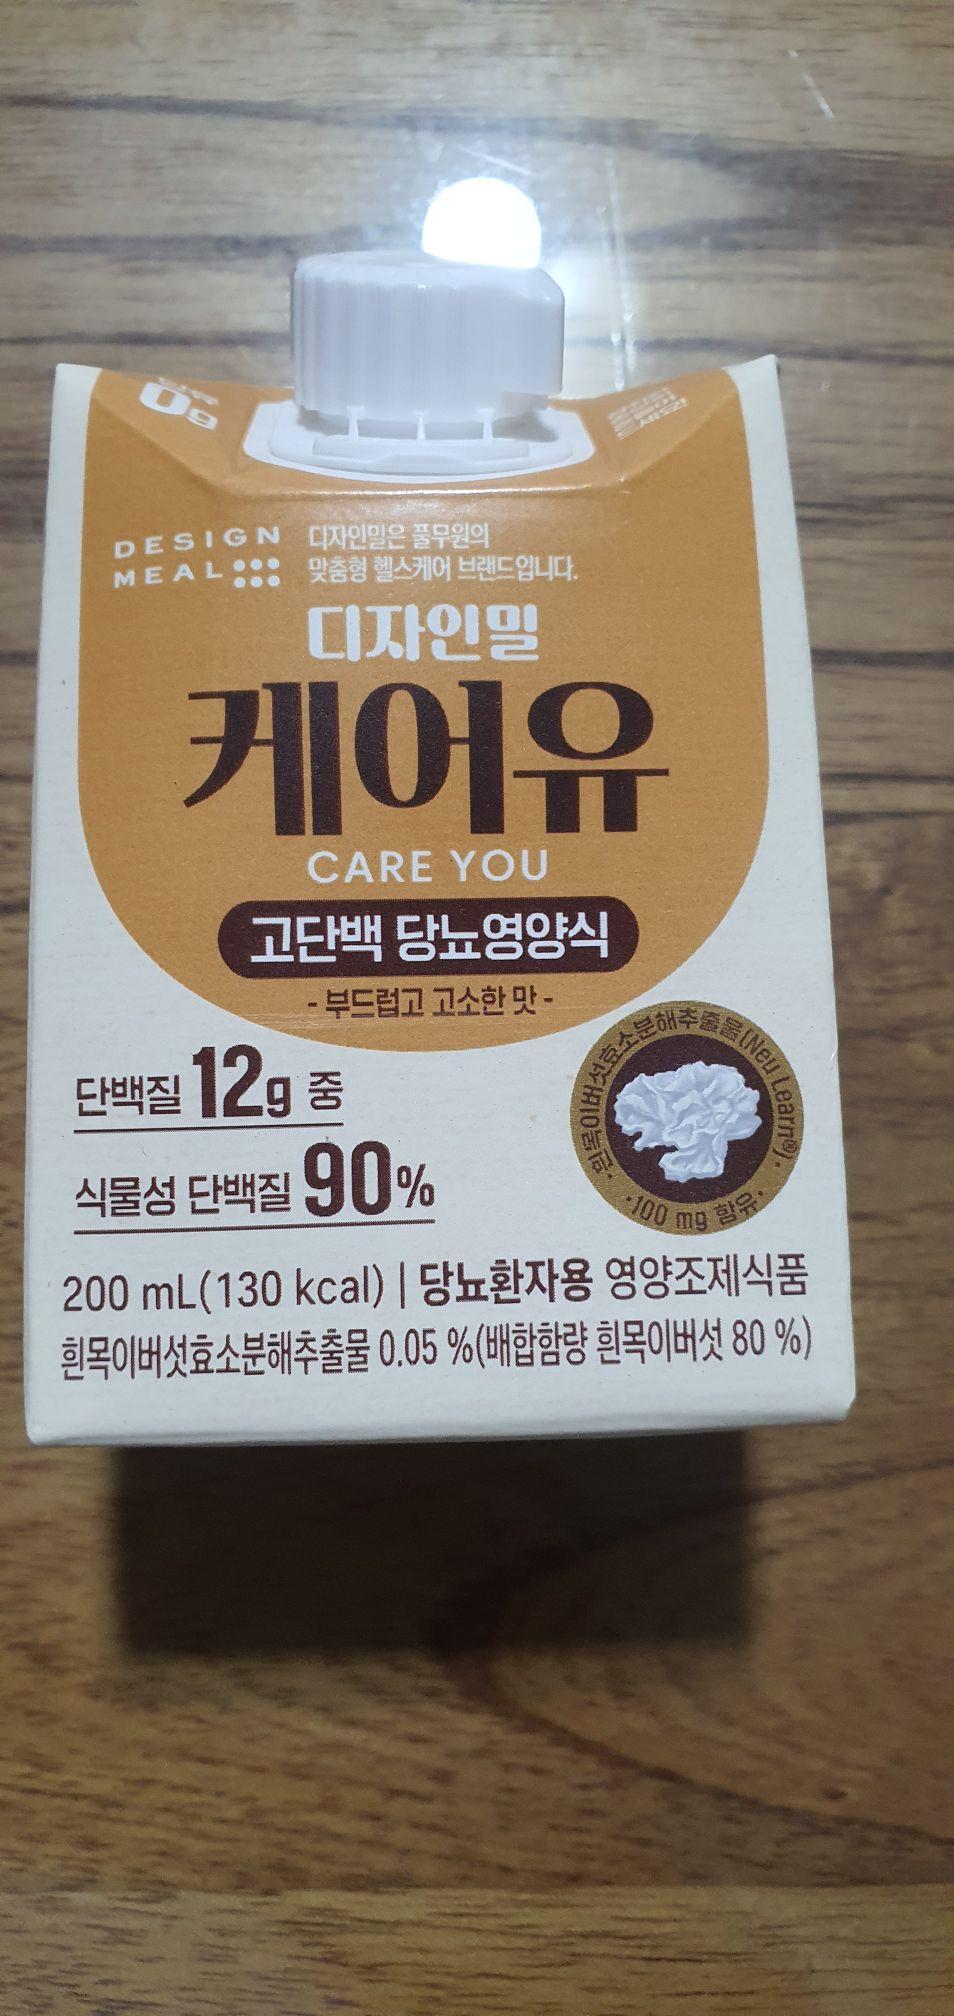 0g
DESIGN
MEAL
디자인밀은 풀무원의
맞춤형 헬스케어 브랜드입니다.
디자인밀
케어유
CARE YOU
고단백 당뇨영양식
- 부드럽고 고소한 맛 -
단백질 12g 중
식물성 단백질 90%
·흰목이버섯효소분해추출물(Neu Learn®)·
·100 mg 함유·
200 mL(130 kcal) | 당뇨환자용 영양조제식품
흰목이버섯효소분해추출물 0.05 %(배합함량 흰목이버섯 80 %)